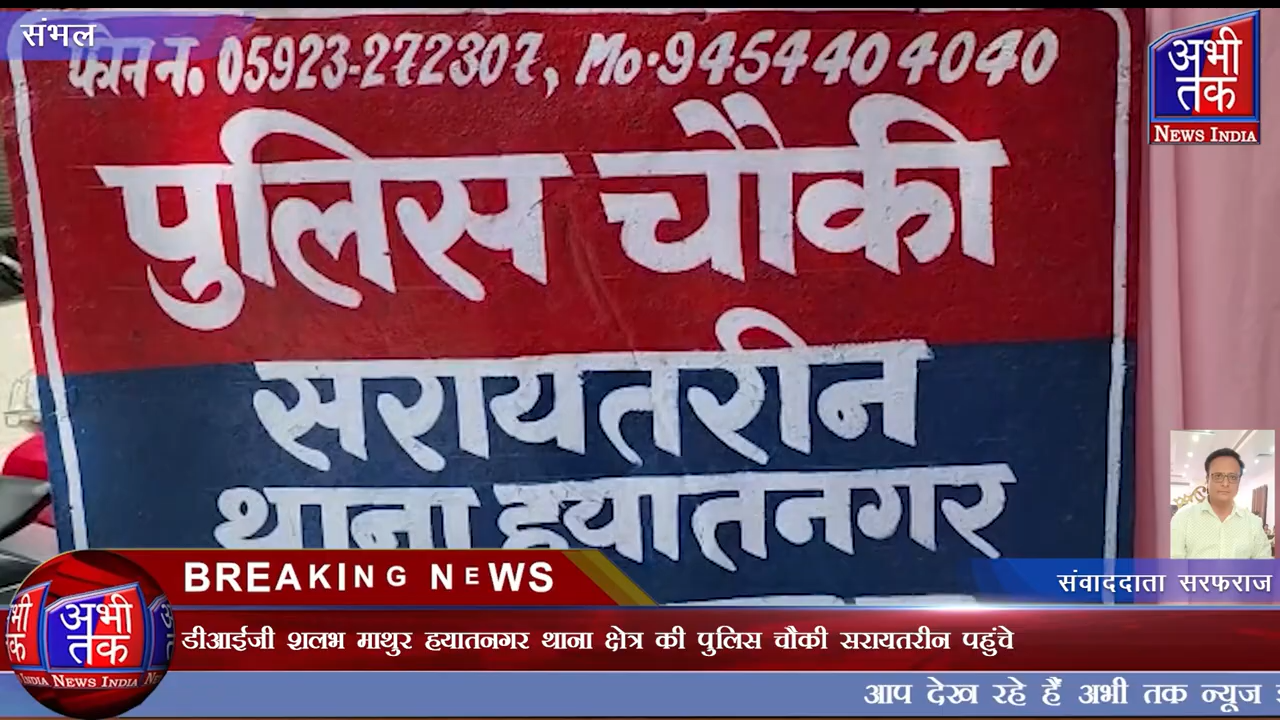 संभल
फोन न. 05923-272307, Mo.9454404040
पुलिस चौकी
सरायतरीन
थाना हयातनगर
अभी
तक
NEWS INDIA
संवाददाता सरफराज
BREAKING NEWS
अभी
तक
INDIA NEWS INDIA NEWS
डीआईजी शलभ माथुर हयातनगर थाना क्षेत्र की पुलिस चौकी सरायतरीन पहुंचे
आप देख रहे हैं अभी तक न्यूज